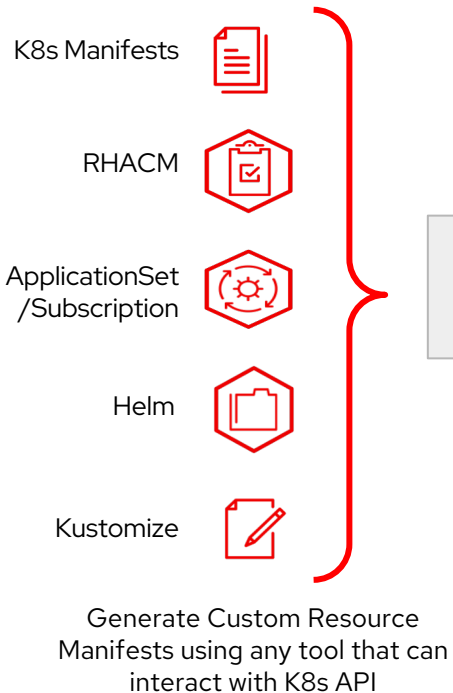 K8s Manifests
RHACM
ApplicationSet
/Subscription
Helm
Kustomize
Generate Custom Resource
Manifests using any tool that can
interact with K8s API